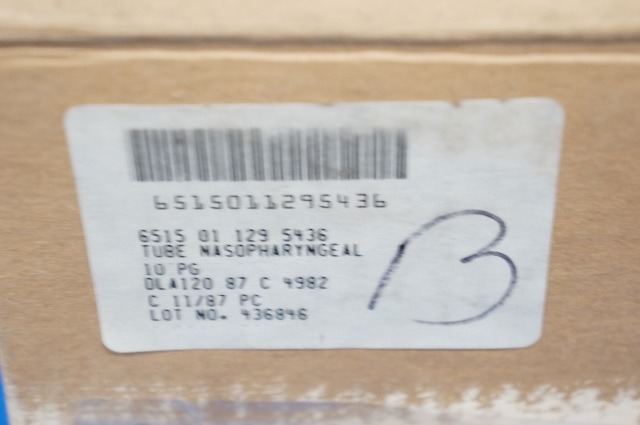 6515011295436
6515 01 129 5436
TUBE NASOPHARYNGEAL
10 PG
DLA120 87 C 4982
C 11/87 PC
LOT NO. 436846
B